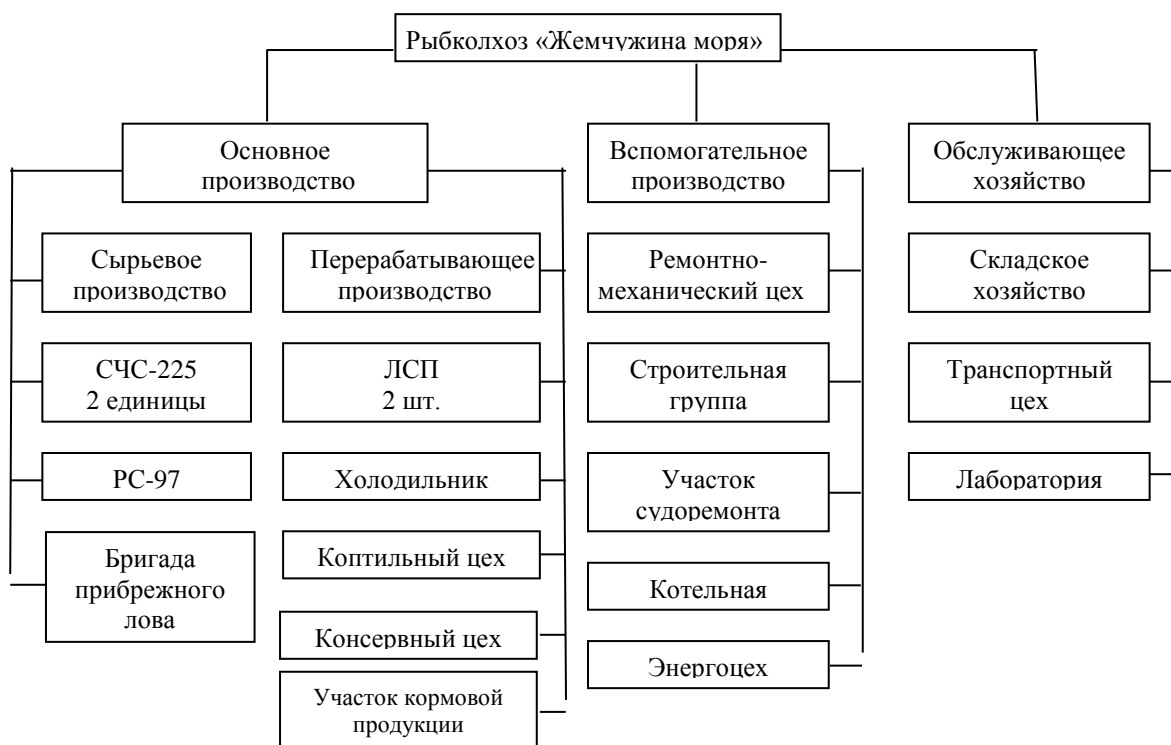 Рыбколхоз «Жемчужина моря»
Основное
производство
Вспомогательное
производство
Обслуживающее
хозяйство
Сырьевое
производство
Перерабатывающее
производство
Ремонтно-
механический цех
Складское
хозяйство
СЧС-225
2 единицы
ЛСП
2 шт.
Строительная
группа
Транспортный
цех
РС-97
Холодильник
Участок
судоремонта
Лаборатория
Бригада
прибрежного
лова
Коптильный цех
Котельная
Консервный цех
Энергоцех
Участок кормовой
продукции